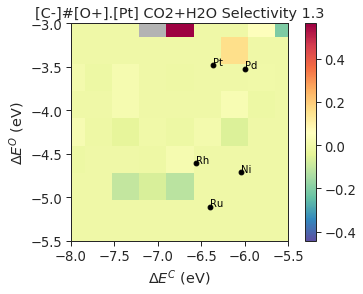 [C-]#[O+].[Pt] CO2+H2O Selectivity 1.3
−3.0
−3.5
−4.0
−4.5
−5.0
−5.5
ΔE^O (eV)
Pt
Pd
Rh
Ni
Ru
−8.0 −7.5 −7.0 −6.5 −6.0 −5.5
ΔE^C (eV)
0.4
0.2
0.0
−0.2
−0.4